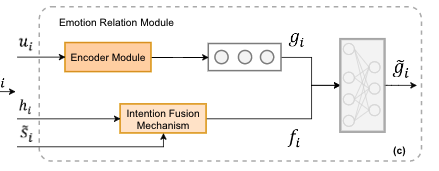 Emotion Relation Module
u_i
Encoder Module
g_i
i
g̃_i
h_i
Intention Fusion
Mechanism
s̃_i
f_i
(c)